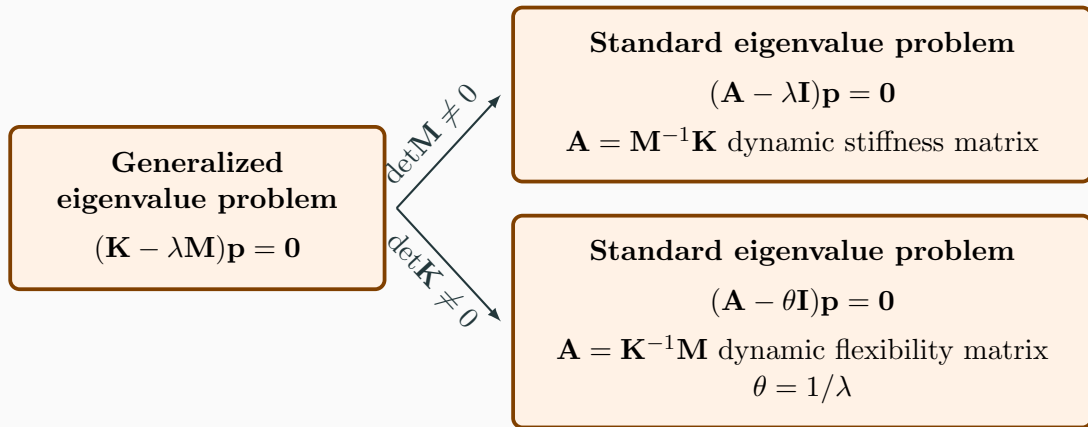 Generalized
eigenvalue problem
(K − λM)p = 0
detM ≠ 0
detK ≠ 0
Standard eigenvalue problem
(A − λI)p = 0
A = M⁻¹K dynamic stiffness matrix
Standard eigenvalue problem
(A − θI)p = 0
A = K⁻¹M dynamic flexibility matrix
θ = 1/λ